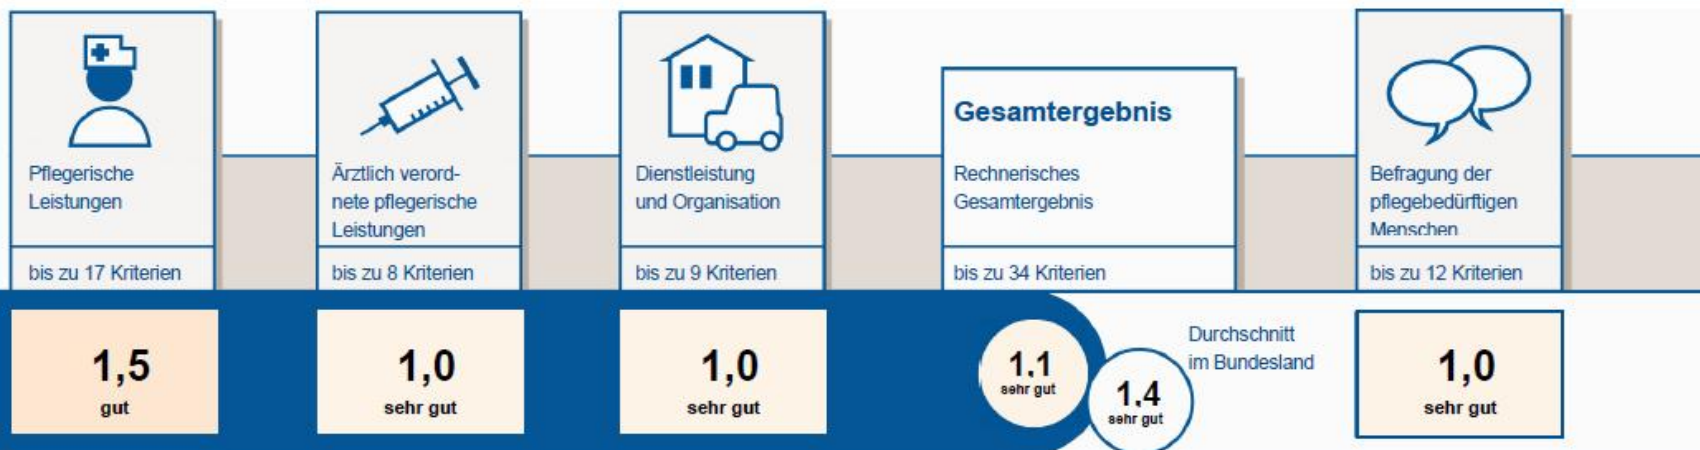 Pflegerische
Leistungen
bis zu 17 Kriterien
1,5
gut
Ärztlich verord-
nete pflegerische
Leistungen
bis zu 8 Kriterien
1,0
sehr gut
Dienstleistung
und Organisation
bis zu 9 Kriterien
1,0
sehr gut
Gesamtergebnis
Rechnerisches
Gesamtergebnis
bis zu 34 Kriterien
1,1
sehr gut
1,4
sehr gut
Durchschnitt
im Bundesland
Befragung der
pflegebedürftigen
Menschen
bis zu 12 Kriterien
1,0
sehr gut